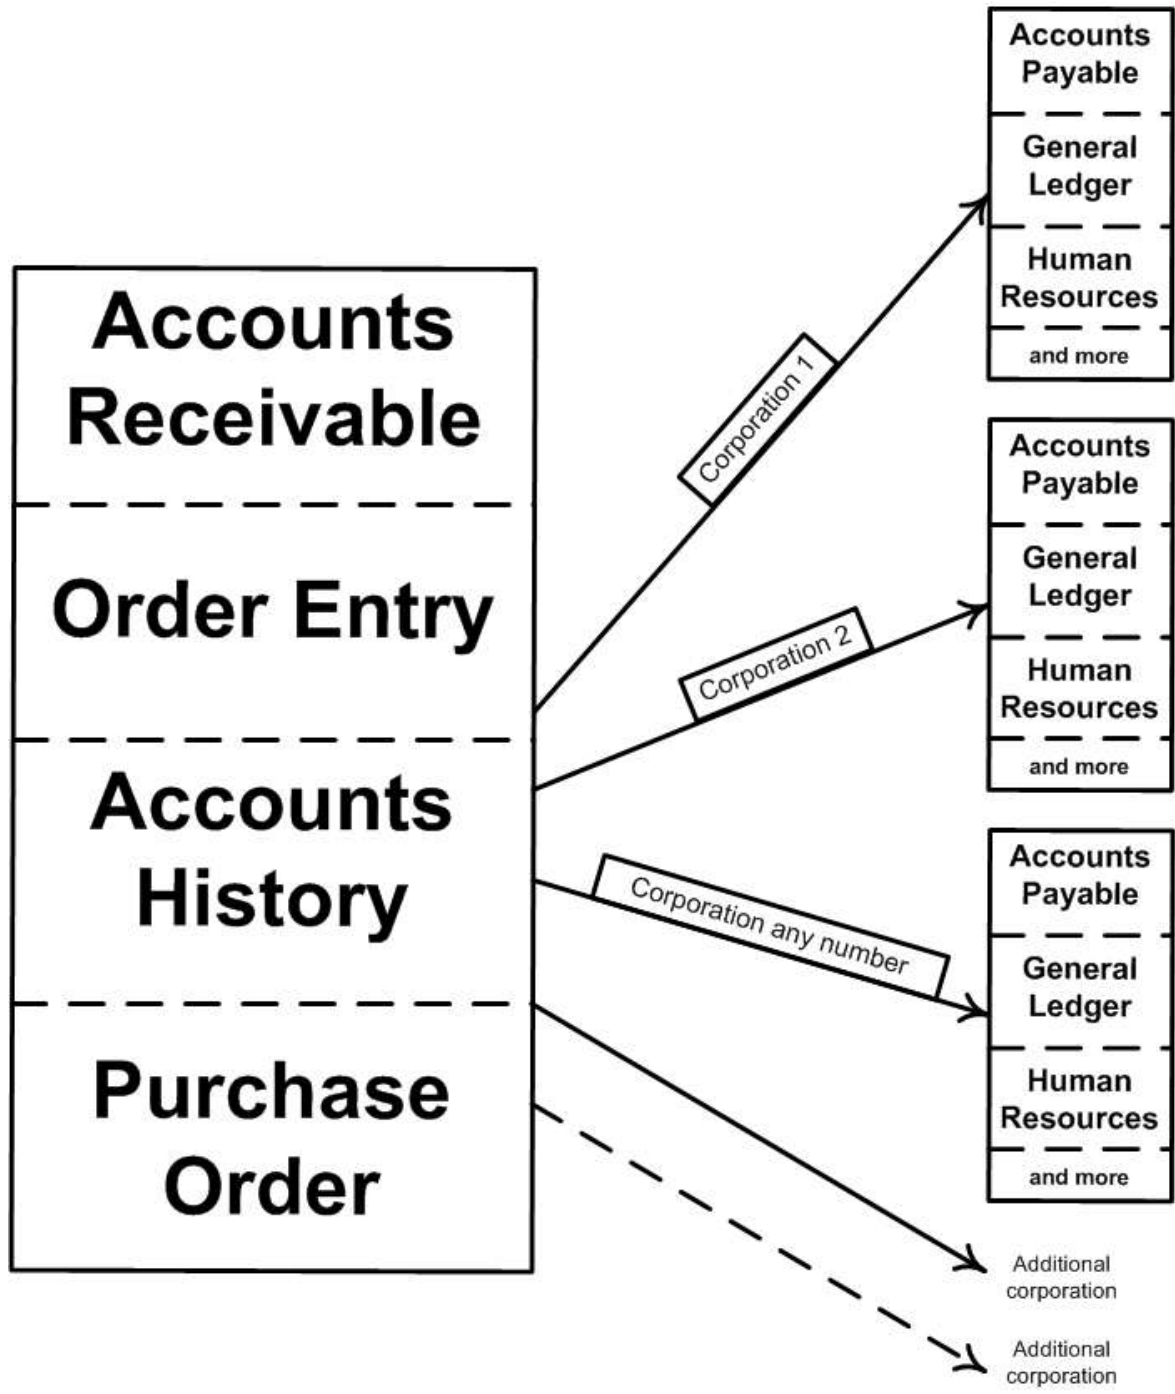 Accounts
Receivable
Order Entry
Accounts
History
Purchase
Order
Corporation 1
Corporation 2
Corporation any number
Accounts
Payable
General
Ledger
Human
Resources
and more
Accounts
Payable
General
Ledger
Human
Resources
and more
Accounts
Payable
General
Ledger
Human
Resources
and more
Additional
corporation
Additional
corporation